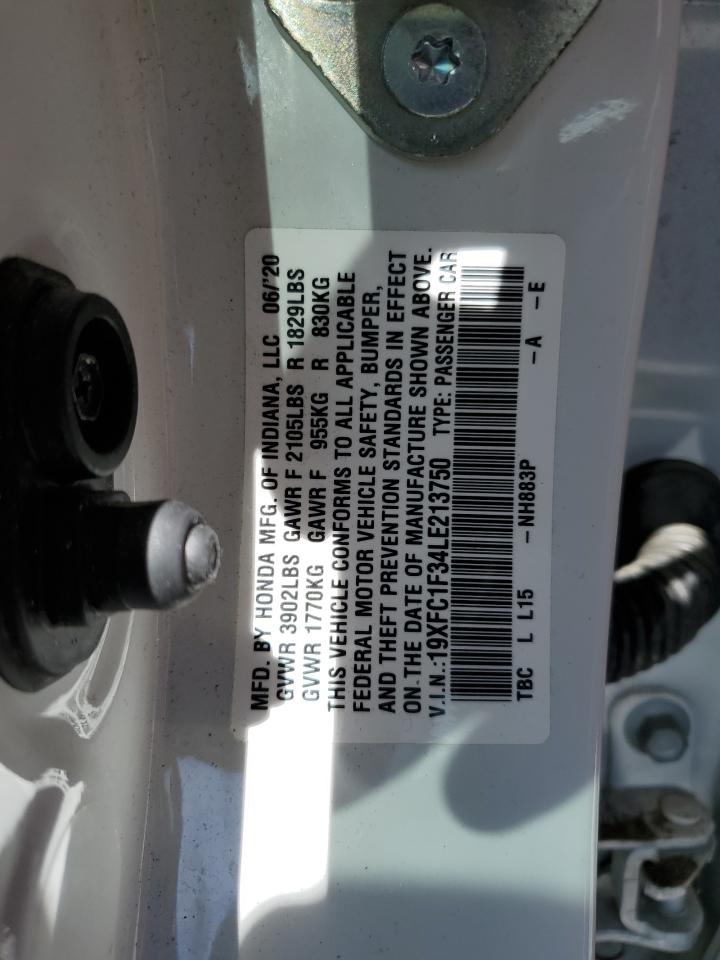 MFD. BY HONDA MFG. OF INDIANA, LLC 06/'20
GVWR 3902LBS GAWR F 2105LBS R 1829LBS
GVWR 1770KG GAWR F 955KG R 830KG
THIS VEHICLE CONFORMS TO ALL APPLICABLE
FEDERAL MOTOR VEHICLE SAFETY, BUMPER,
AND THEFT PREVENTION STANDARDS IN EFFECT
ON THE DATE OF MANUFACTURE SHOWN ABOVE.
V.I.N.:19XFC1F34LE213750 TYPE: PASSENGER CAR
TBC L L15 -NH883P -A -E